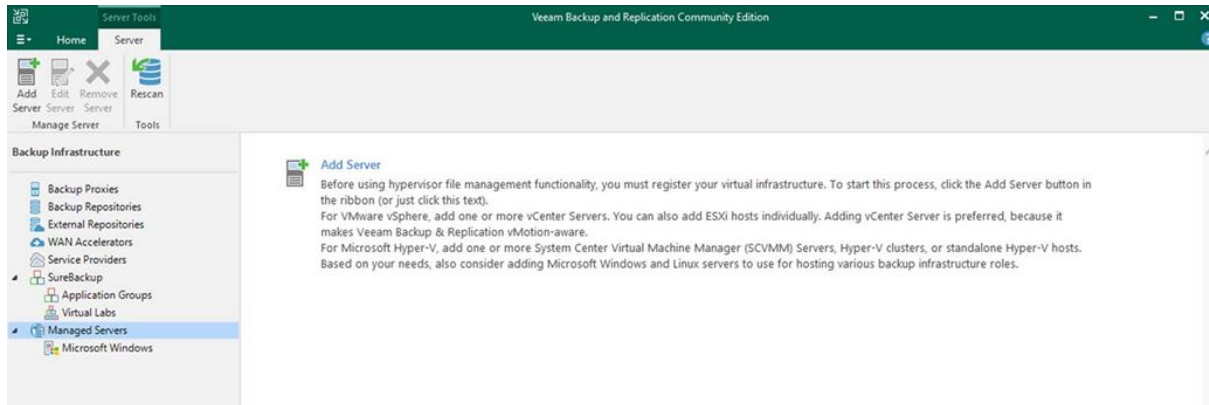 Server Tools
Veeam Backup and Replication Community Edition
Home Server
Add Server
Edit Server
Remove Server
Rescan
Manage Server Tools
Backup Infrastructure
Backup Proxies
Backup Repositories
External Repositories
WAN Accelerators
Service Providers
SureBackup
Application Groups
Virtual Labs
Managed Servers
Microsoft Windows
Add Server
Before using hypervisor file management functionality, you must register your virtual infrastructure. To start this process, click the Add Server button in
the ribbon (or just click this text).
For VMware vSphere, add one or more vCenter Servers. You can also add ESXi hosts individually. Adding vCenter Server is preferred, because it
makes Veeam Backup & Replication vMotion-aware.
For Microsoft Hyper-V, add one or more System Center Virtual Machine Manager (SCVMM) Servers, Hyper-V clusters, or standalone Hyper-V hosts.
Based on your needs, also consider adding Microsoft Windows and Linux servers to use for hosting various backup infrastructure roles.